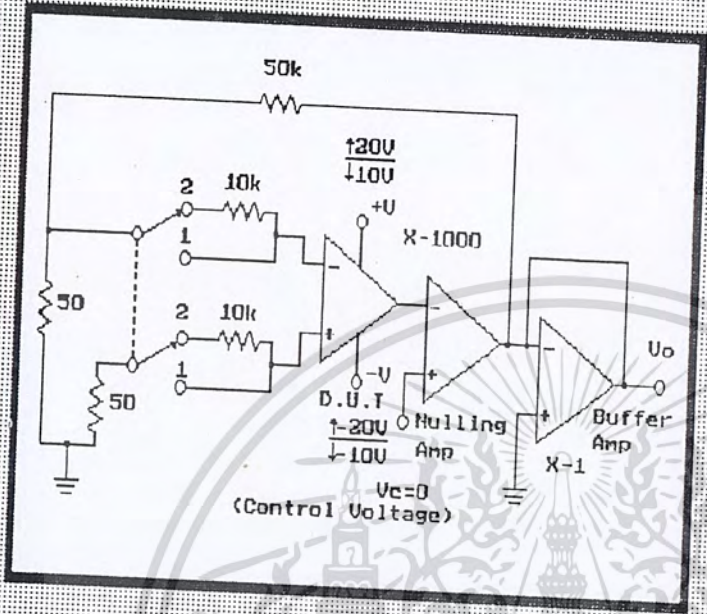 50k
↑20V
↓10V
+V
2
10k
X-1000
1
50
2
10k
1
50
-V
D.U.T
↑-20V
↓-10V
Nulling
Amp
Vc=0
(Control Voltage)
Vo
Buffer
Amp
X-1